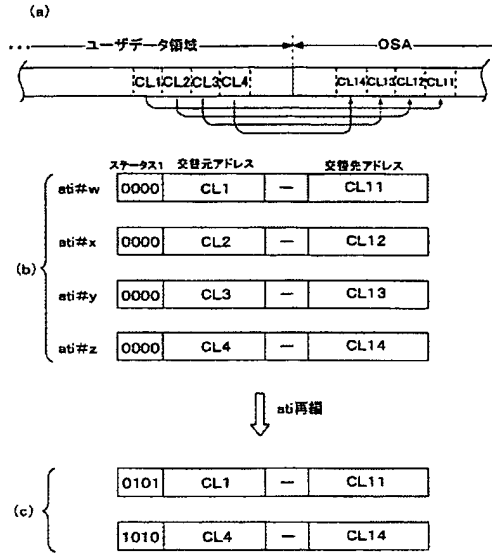 (a)
··· ユーザデータ領域 OSA
CL1 CL2 CL3 CL4 CL14 CL13 CL12 CL11
ステータス1 交替元アドレス 交替先アドレス
(b)
ati#w 0000 CL1 — CL11
ati#x 0000 CL2 — CL12
ati#y 0000 CL3 — CL13
ati#z 0000 CL4 — CL14
ati再編
(c)
0101 CL1 — CL11
1010 CL4 — CL14